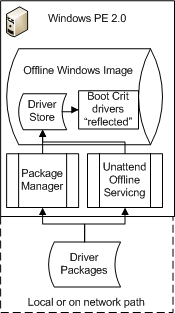 Windows PE 2.0
Offline Windows Image
Driver
Store
Boot Crit
drivers
“reflected”
Package
Manager
Unattend
Offline
Servicng
Driver
Packages
Local or on network path